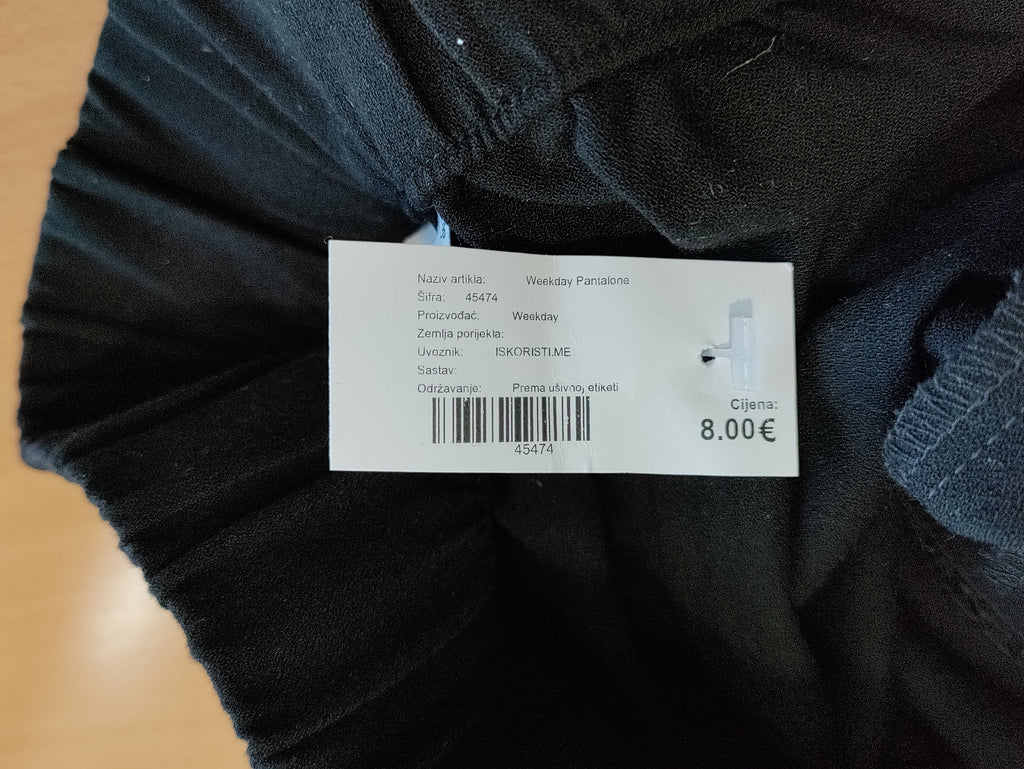 Naziv artikla: Weekday Pantalone
Šifra: 45474
Proizvođač: Weekday
Zemlja porijekla:
Uvoznik: ISKORISTI.ME
Sastav:
Održavanje: Prema ušivnoj etiketi
45474
Cijena:
8.00€